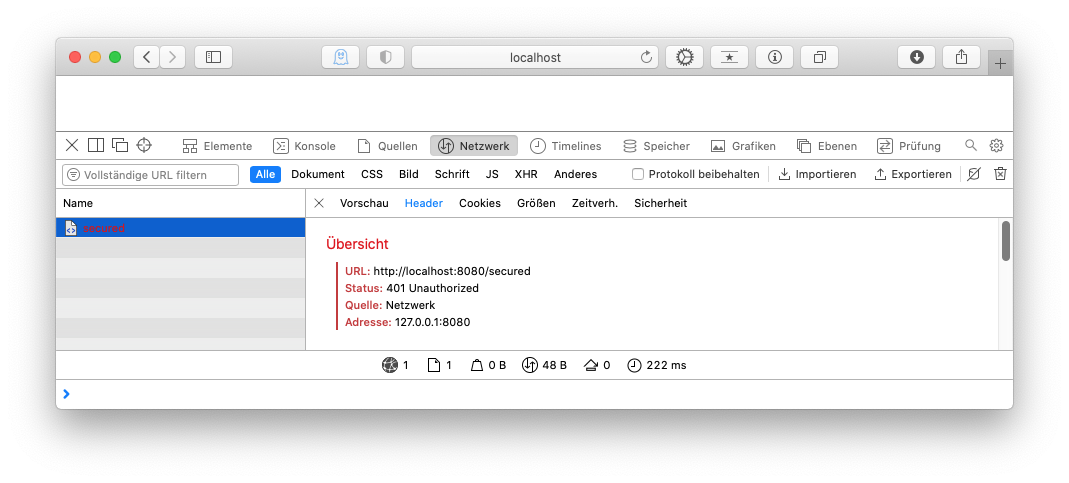 localhost
Elemente Konsole Quellen Netzwerk Timelines Speicher Grafiken Ebenen Prüfung
Vollständige URL filtern Alle Dokument CSS Bild Schrift JS XHR Anderes Protokoll beibehalten Importieren Exportieren
Name Vorschau Header Cookies Größen Zeitverh. Sicherheit
secured
Übersicht
URL: http://localhost:8080/secured
Status: 401 Unauthorized
Quelle: Netzwerk
Adresse: 127.0.0.1:8080
1 1 0 B 48 B 0 222 ms